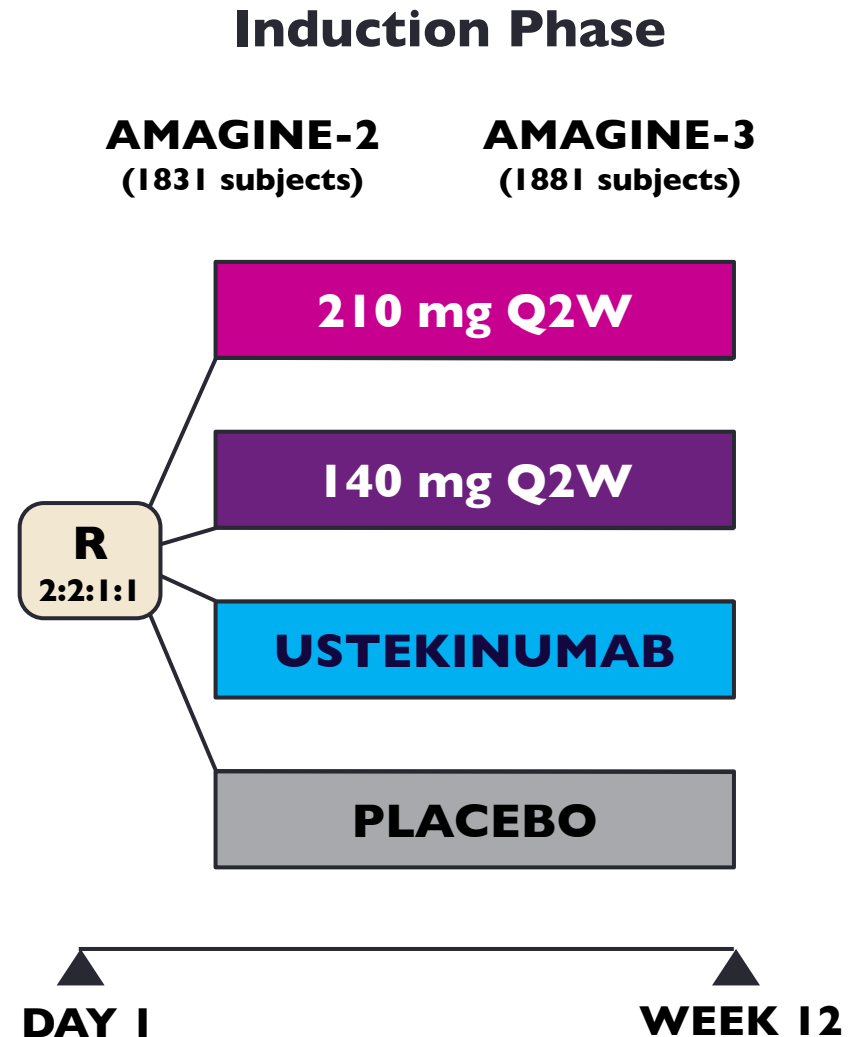 Induction Phase
AMAGINE-2
(1831 subjects)
AMAGINE-3
(1881 subjects)
210 mg Q2W
140 mg Q2W
R
2:2:1:1
USTEKINUMAB
PLACEBO
DAY 1
WEEK 12